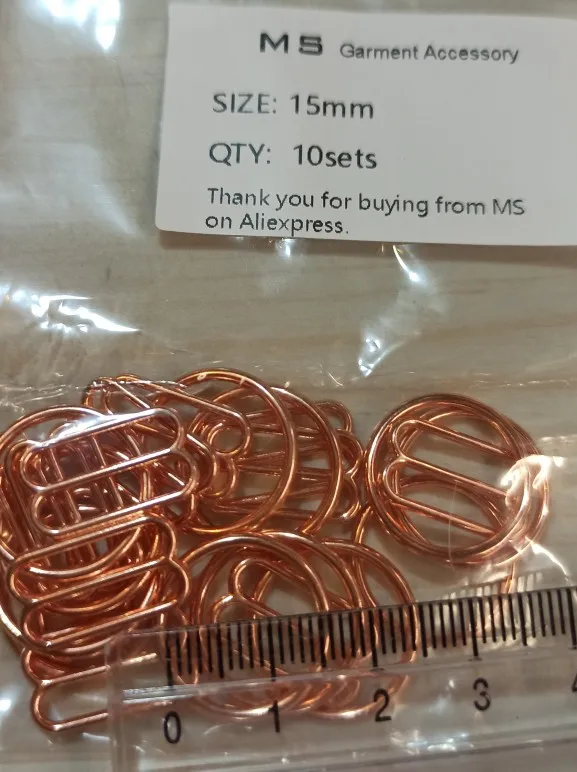 MS Garment Accessory
SIZE: 15mm
QTY: 10sets
Thank you for buying from MS
on Aliexpress.
0 1 2 3 4